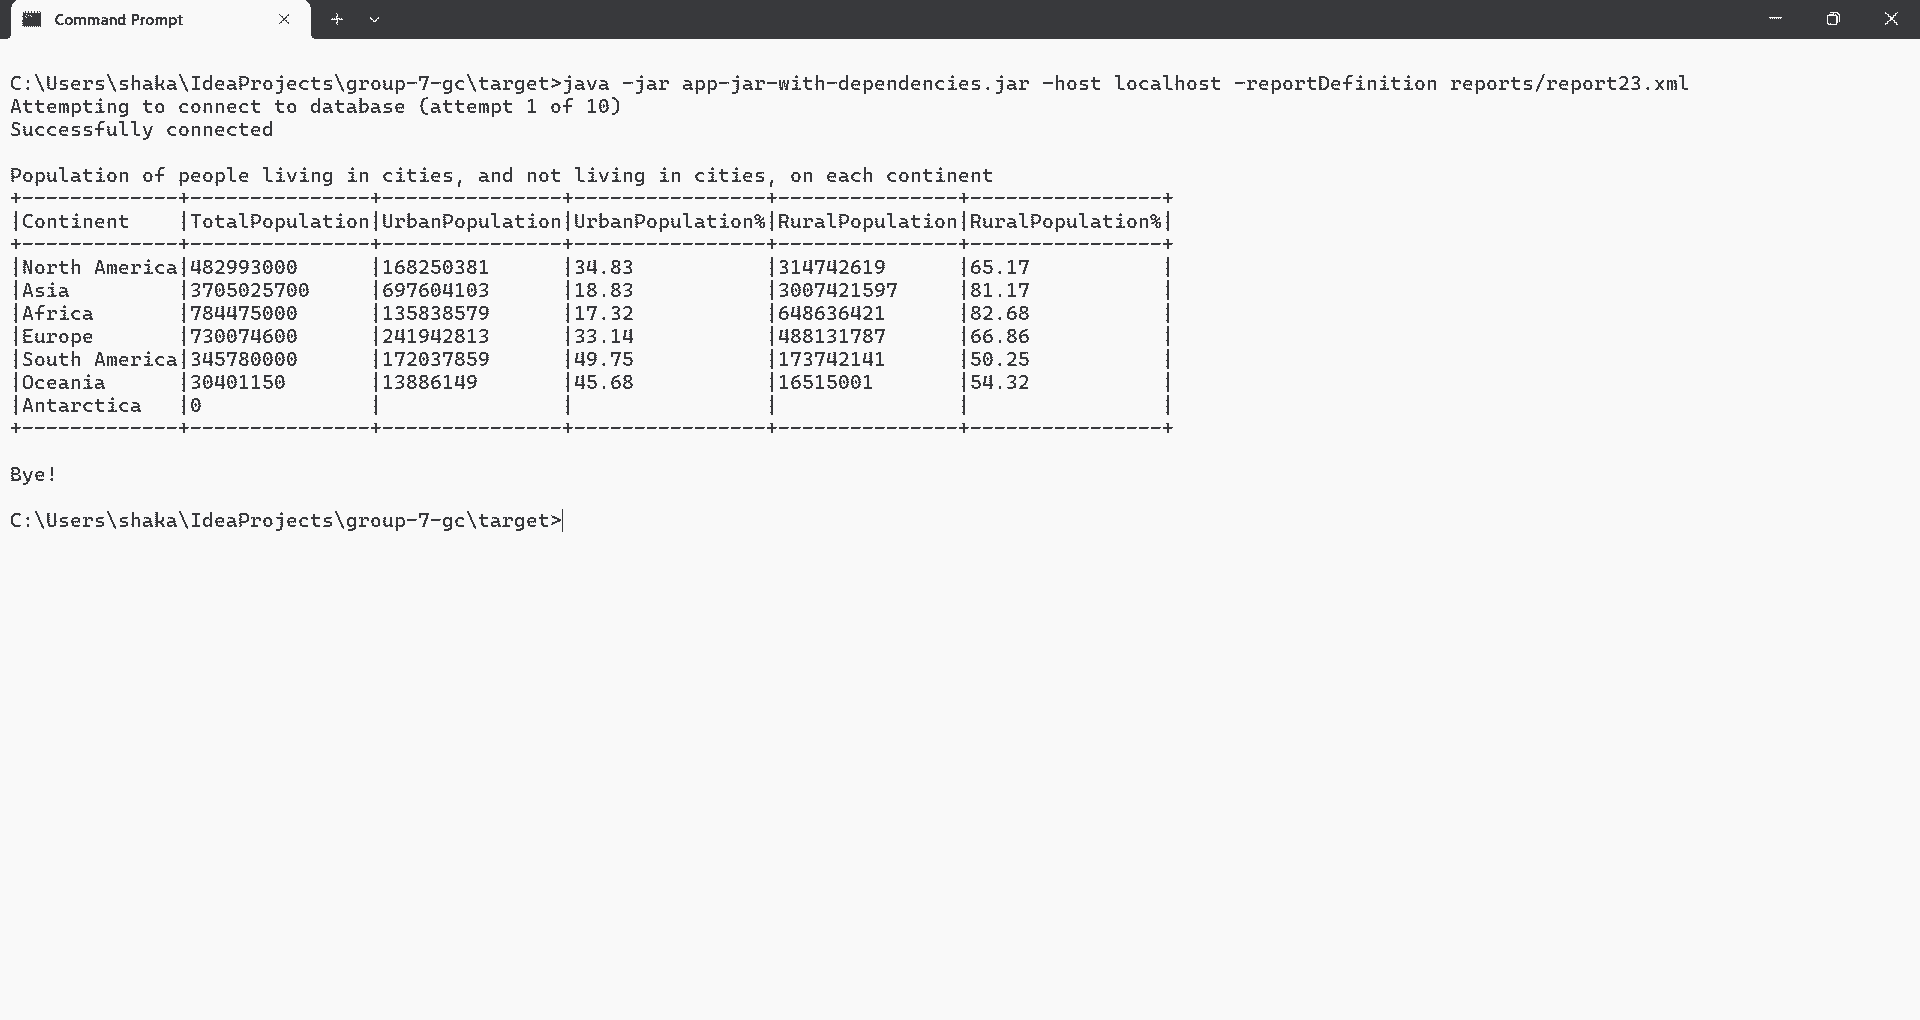 Command Prompt
C:\Users\shaka\IdeaProjects\group-7-gc\target>java -jar app-jar-with-dependencies.jar -host localhost -reportDefinition reports/report23.xml
Attempting to connect to database (attempt 1 of 10)
Successfully connected
Population of people living in cities, and not living in cities, on each continent
+-------------+---------------+---------------+----------------+---------------+----------------+
|Continent    |TotalPopulation|UrbanPopulation|UrbanPopulation%|RuralPopulation|RuralPopulation%|
+-------------+---------------+---------------+----------------+---------------+----------------+
|North America|482993000      |168250381      |34.83           |314742619      |65.17           |
|Asia         |3705025700     |697604103      |18.83           |3007421597     |81.17           |
|Africa       |784475000      |135838579      |17.32           |648636421      |82.68           |
|Europe       |730074600      |241942813      |33.14           |488131787      |66.86           |
|South America|345780000      |172037859      |49.75           |173742141      |50.25           |
|Oceania      |30401150       |13886149       |45.68           |16515001       |54.32           |
|Antarctica   |0              |               |                |               |                |
+-------------+---------------+---------------+----------------+---------------+----------------+
Bye!
C:\Users\shaka\IdeaProjects\group-7-gc\target>